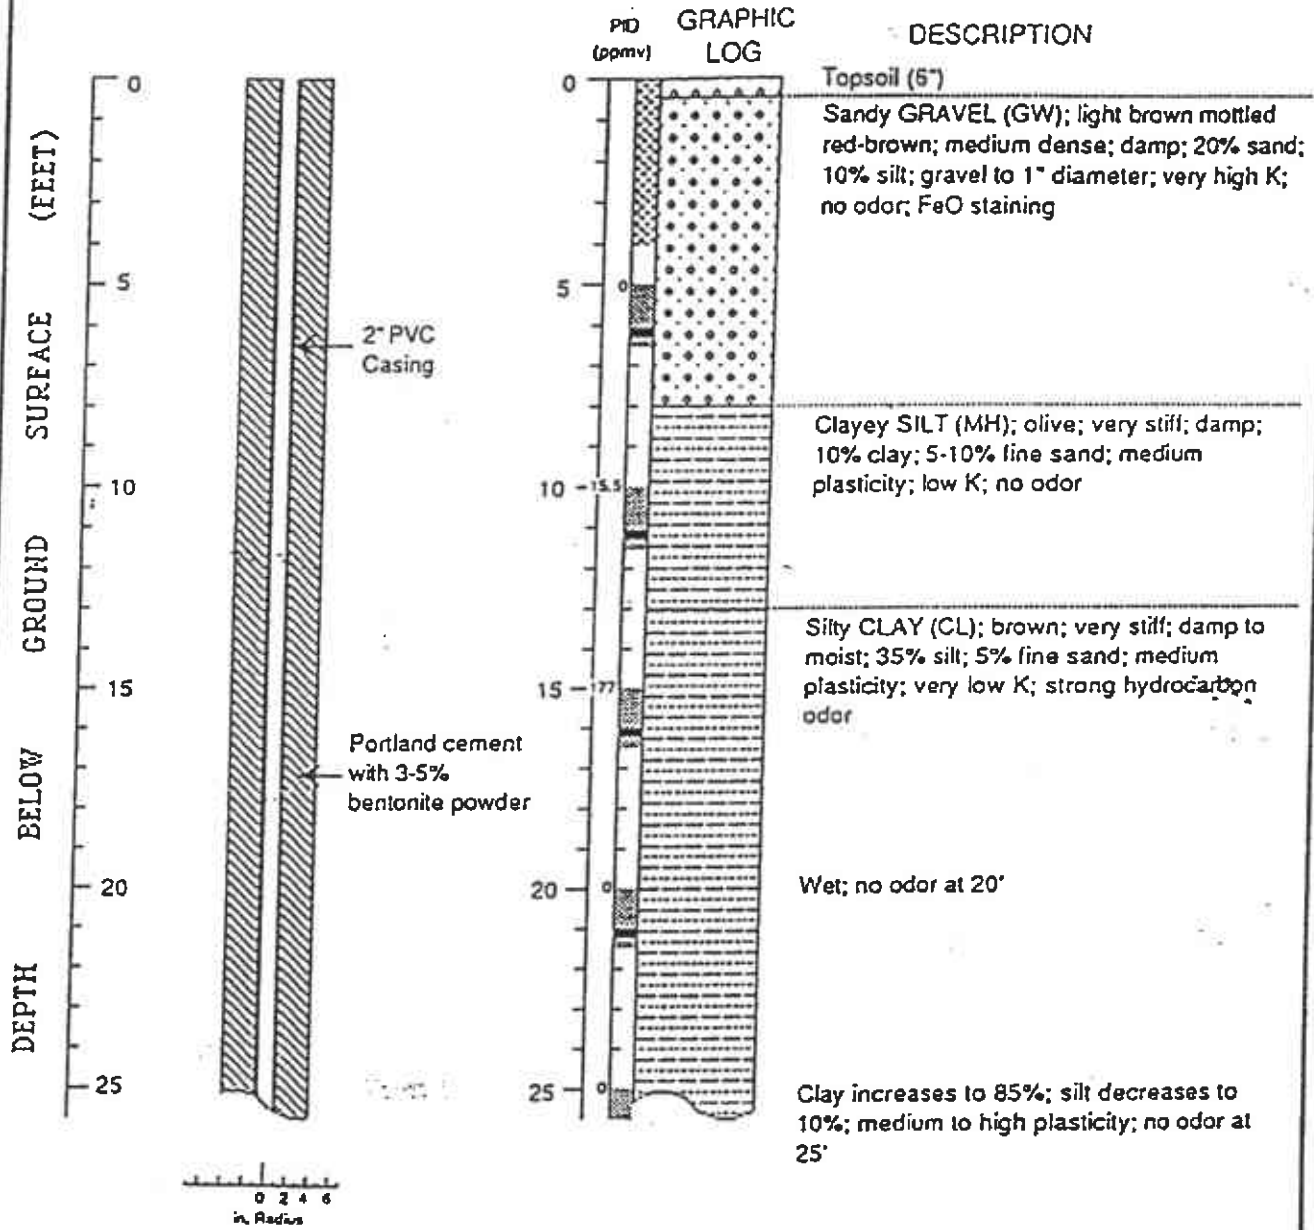 PID
(ppmv)
GRAPHIC
LOG
DESCRIPTION
DEPTH BELOW GROUND SURFACE (FEET)
0
5
10
15
20
25
2" PVC
Casing
Portland cement
with 3-5%
bentonite powder
0 2 4 6
in. Radius
0
5
10
15
20
25
0
15.5
77
0
0
Topsoil (6")
Sandy GRAVEL (GW); light brown mottled
red-brown; medium dense; damp; 20% sand;
10% silt; gravel to 1" diameter; very high K;
no odor; FeO staining
Clayey SILT (MH); olive; very stiff; damp;
10% clay; 5-10% fine sand; medium
plasticity; low K; no odor
Silty CLAY (CL); brown; very stiff; damp to
moist; 35% silt; 5% fine sand; medium
plasticity; very low K; strong hydrocarbon
odor
Wet; no odor at 20'
Clay increases to 85%; silt decreases to
10%; medium to high plasticity; no odor at
25'